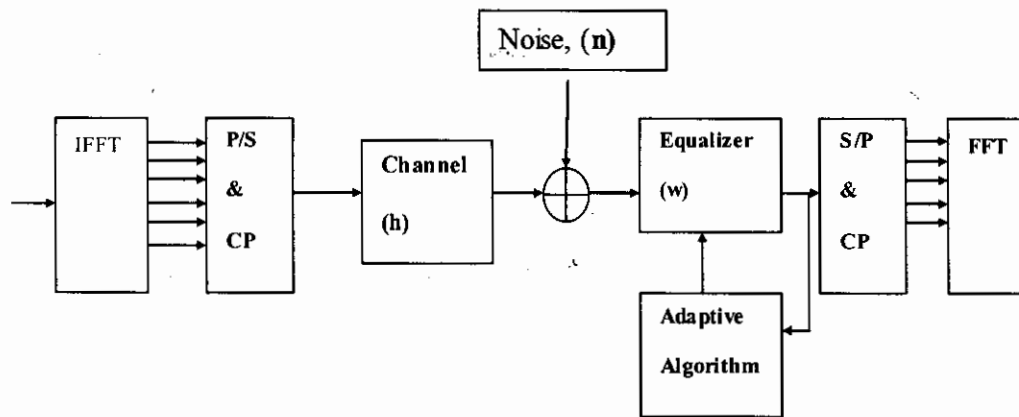 Noise, (n)
IFFT
P/S
&
CP
Channel
(h)
Equalizer
(w)
S/P
&
CP
FFT
Adaptive
Algorithm